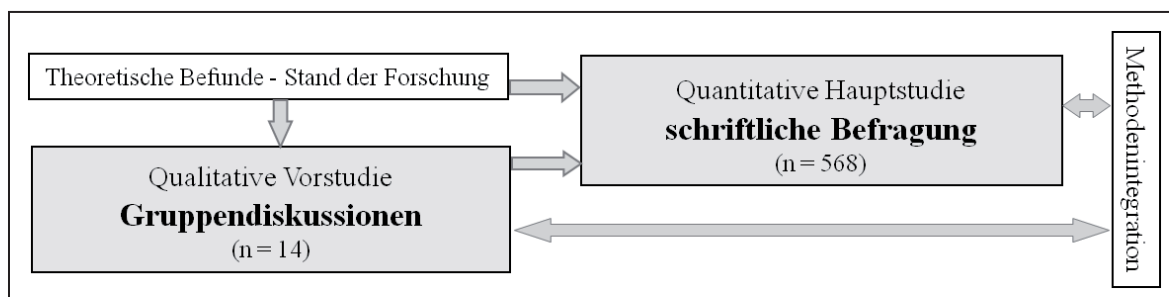 Theoretische Befunde - Stand der Forschung
Qualitative Vorstudie
Gruppendiskussionen
(n = 14)
Quantitative Hauptstudie
schriftliche Befragung
(n = 568)
Methodenintegration